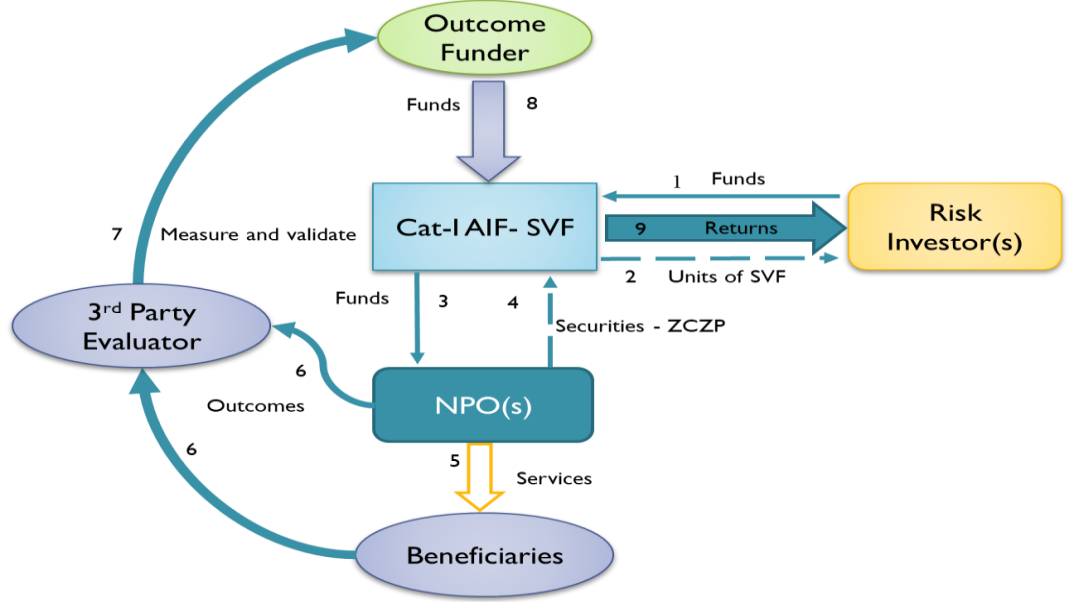 Outcome
Funder
Funds 8
1 Funds
Cat-I AIF- SVF
9 Returns
Risk
Investor(s)
7 Measure and validate
2 Units of SVF
Funds 3 4
3rd Party
Evaluator
Securities - ZCZP
6
Outcomes
NPO(s)
6
5
Services
Beneficiaries